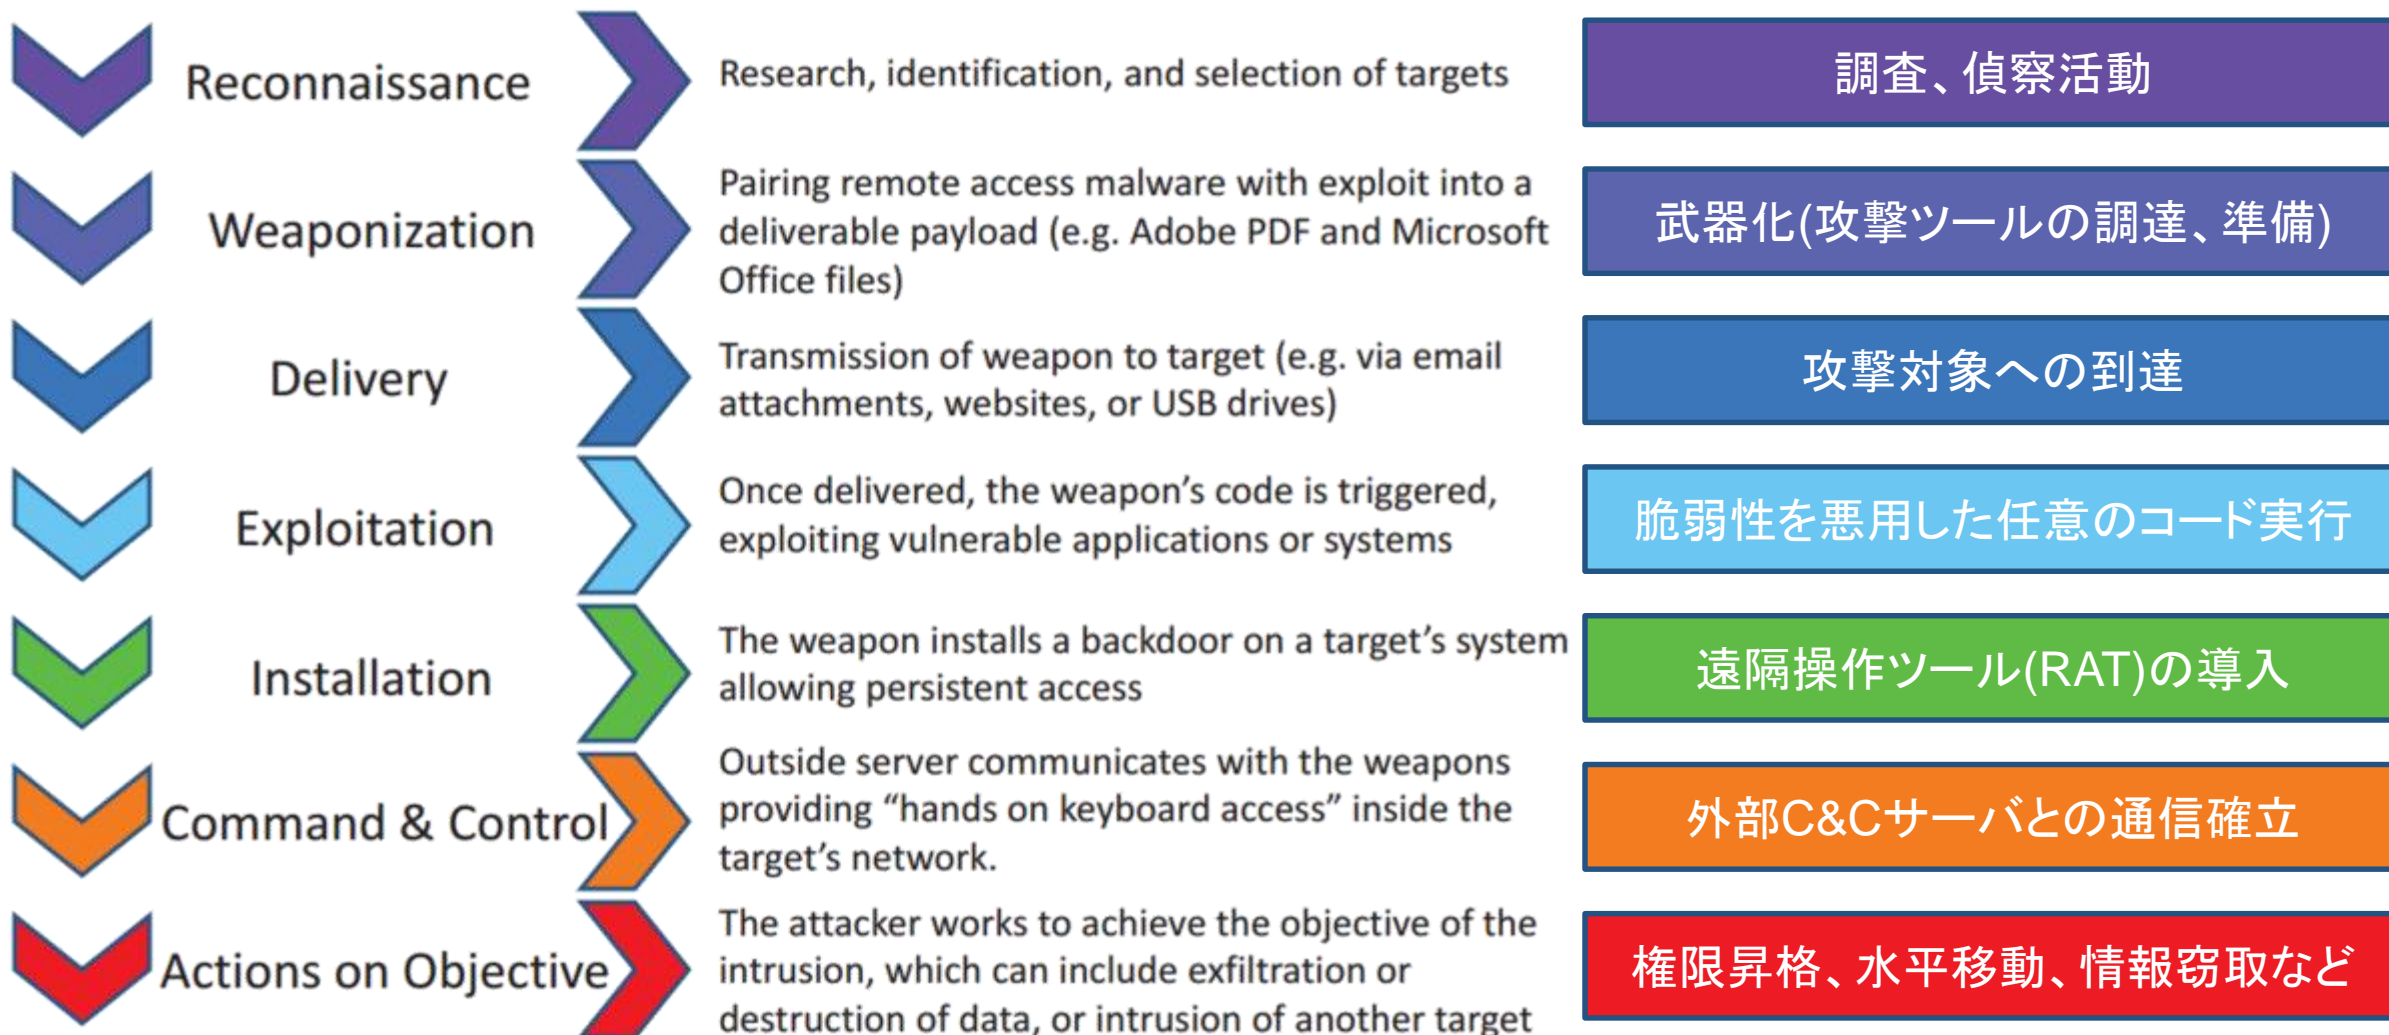 Reconnaissance
Research, identification, and selection of targets
調査、偵察活動
Weaponization
Pairing remote access malware with exploit into a
deliverable payload (e.g. Adobe PDF and Microsoft
Office files)
武器化(攻撃ツールの調達、準備)
Delivery
Transmission of weapon to target (e.g. via email
attachments, websites, or USB drives)
攻撃対象への到達
Exploitation
Once delivered, the weapon’s code is triggered,
exploiting vulnerable applications or systems
脆弱性を悪用した任意のコード実行
Installation
The weapon installs a backdoor on a target’s system
allowing persistent access
遠隔操作ツール(RAT)の導入
Command & Control
Outside server communicates with the weapons
providing “hands on keyboard access” inside the
target’s network.
外部C&Cサーバとの通信確立
Actions on Objective
The attacker works to achieve the objective of the
intrusion, which can include exfiltration or
destruction of data, or intrusion of another target
権限昇格、水平移動、情報窃取など